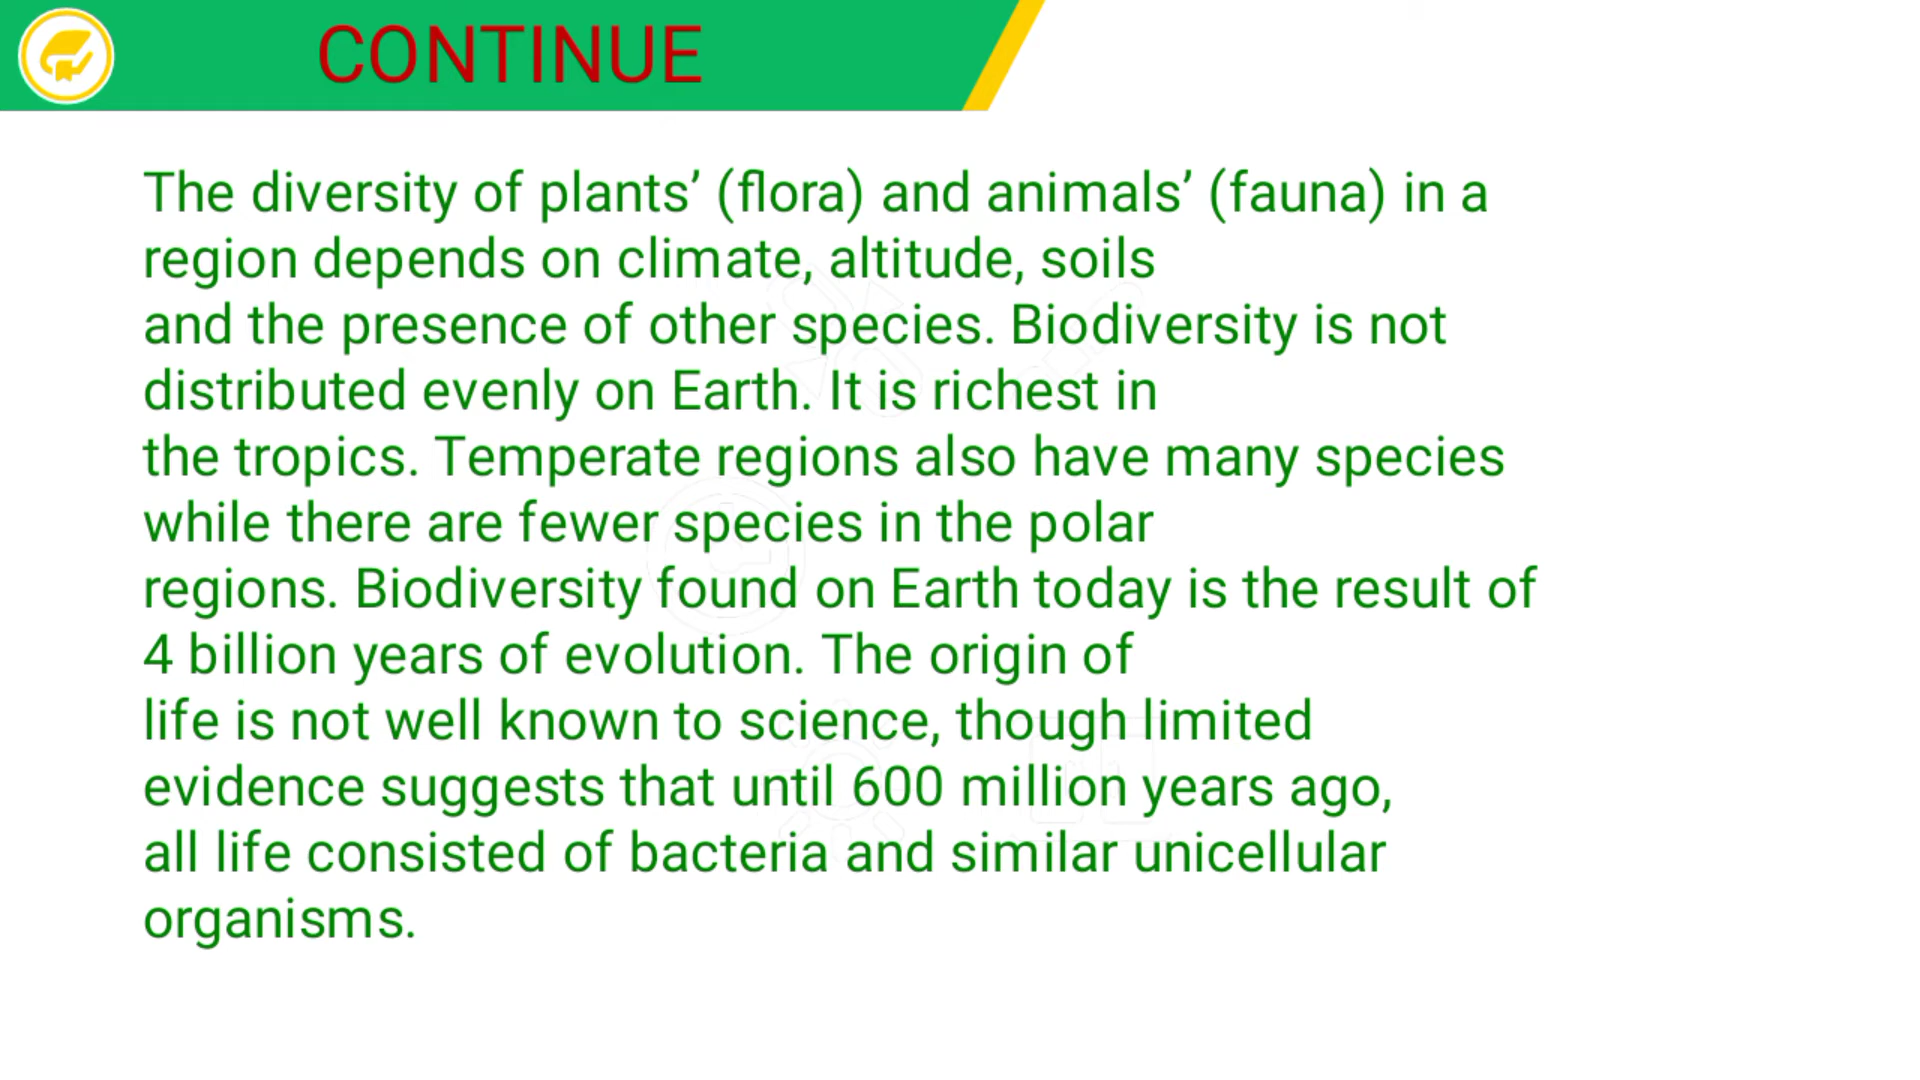 CONTINUE
The diversity of plants’ (flora) and animals’ (fauna) in a
region depends on climate, altitude, soils
and the presence of other species. Biodiversity is not
distributed evenly on Earth. It is richest in
the tropics. Temperate regions also have many species
while there are fewer species in the polar
regions. Biodiversity found on Earth today is the result of
4 billion years of evolution. The origin of
life is not well known to science, though limited
evidence suggests that until 600 million years ago,
all life consisted of bacteria and similar unicellular
organisms.